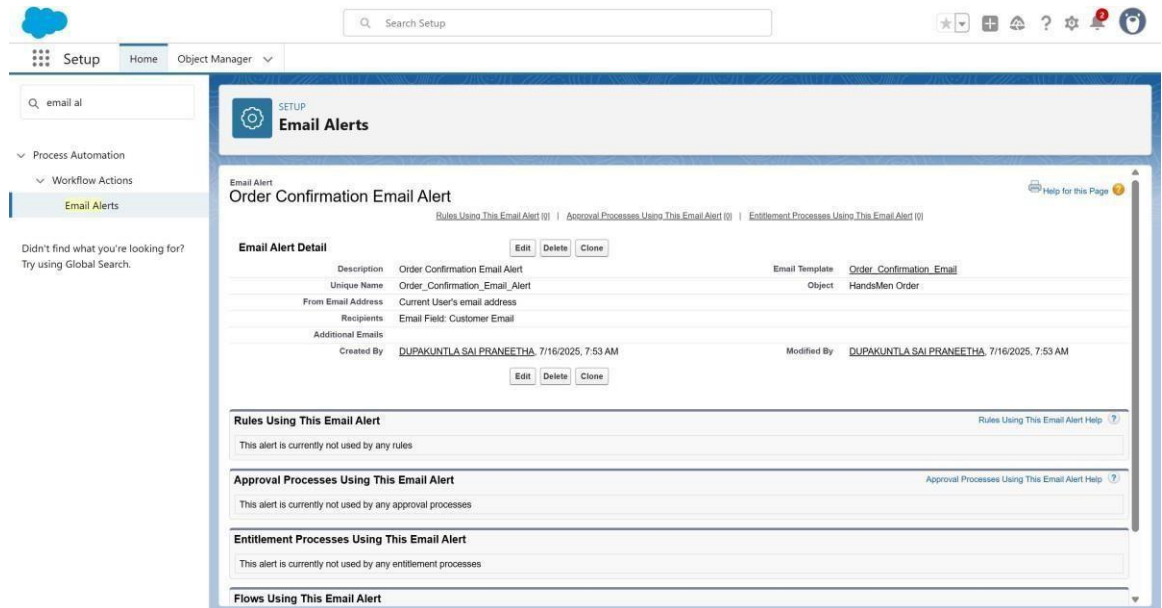 Search Setup
2
Setup Home Object Manager
email al
Process Automation
Workflow Actions
Email Alerts
Didn't find what you're looking for?
Try using Global Search.
SETUP
Email Alerts
Email Alert
Order Confirmation Email Alert
Help for this Page ?
Rules Using This Email Alert [0] | Approval Processes Using This Email Alert [0] | Entitlement Processes Using This Email Alert [0]
Email Alert Detail Edit Delete Clone
Description Order Confirmation Email Alert Email Template Order_Confirmation_Email
Unique Name Order_Confirmation_Email_Alert Object HandsMen Order
From Email Address Current User's email address
Recipients Email Field: Customer Email
Additional Emails
Created By DUPAKUNTLA SAI PRANEETHA, 7/16/2025, 7:53 AM Modified By DUPAKUNTLA SAI PRANEETHA, 7/16/2025, 7:53 AM
Edit Delete Clone
Rules Using This Email Alert Rules Using This Email Alert Help ?
This alert is currently not used by any rules
Approval Processes Using This Email Alert Approval Processes Using This Email Alert Help ?
This alert is currently not used by any approval processes
Entitlement Processes Using This Email Alert
This alert is currently not used by any entitlement processes
Flows Using This Email Alert